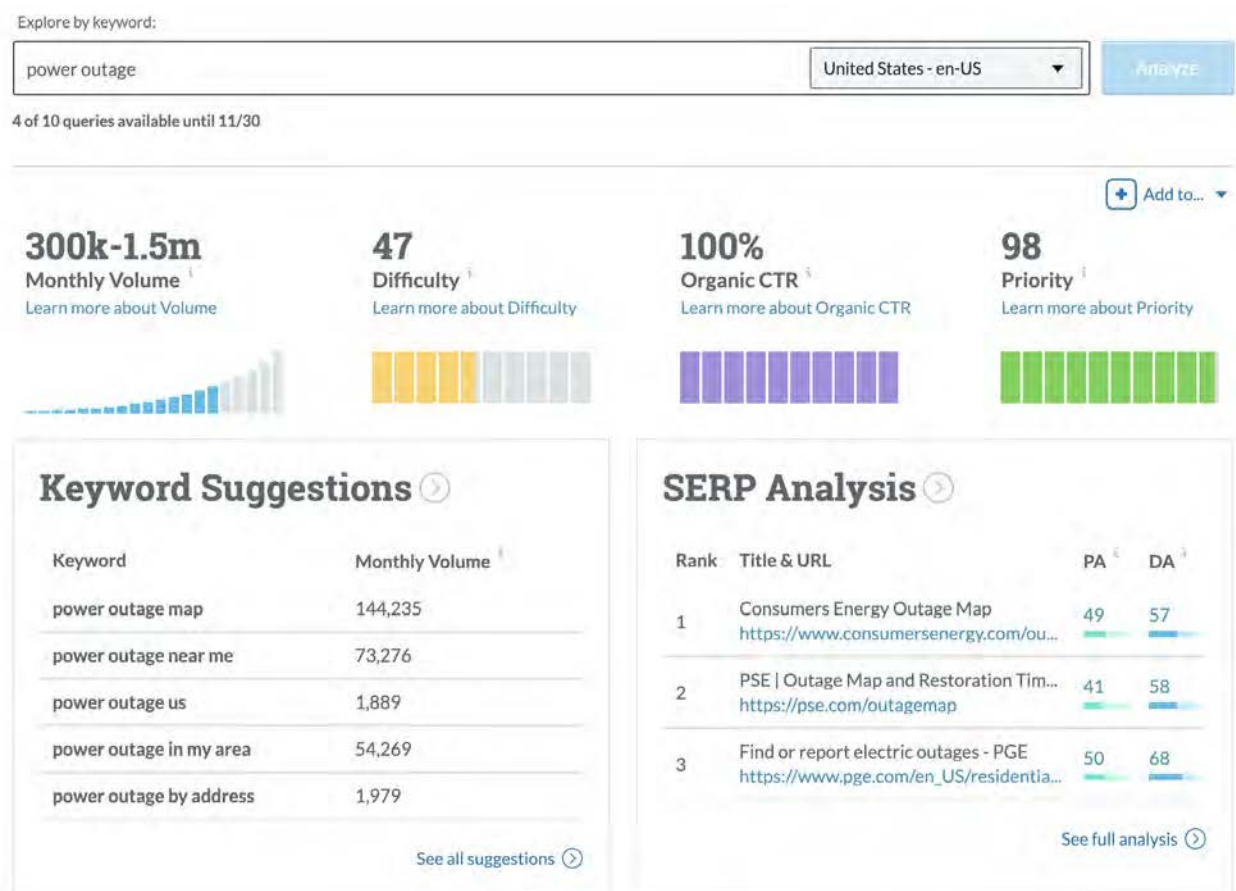 Explore by keyword:
power outage
United States - en-US
Analyze
4 of 10 queries available until 11/30
Add to...
300k-1.5m
Monthly Volume i
Learn more about Volume
47
Difficulty i
Learn more about Difficulty
100%
Organic CTR i
Learn more about Organic CTR
98
Priority i
Learn more about Priority
Keyword Suggestions
Keyword Monthly Volume i
power outage map 144,235
power outage near me 73,276
power outage us 1,889
power outage in my area 54,269
power outage by address 1,979
See all suggestions
SERP Analysis
Rank Title & URL PA i DA i
1 Consumers Energy Outage Map 49 57
https://www.consumersenergy.com/ou...
2 PSE | Outage Map and Restoration Tim... 41 58
https://pse.com/outagemap
3 Find or report electric outages - PGE 50 68
https://www.pge.com/en_US/residentia...
See full analysis